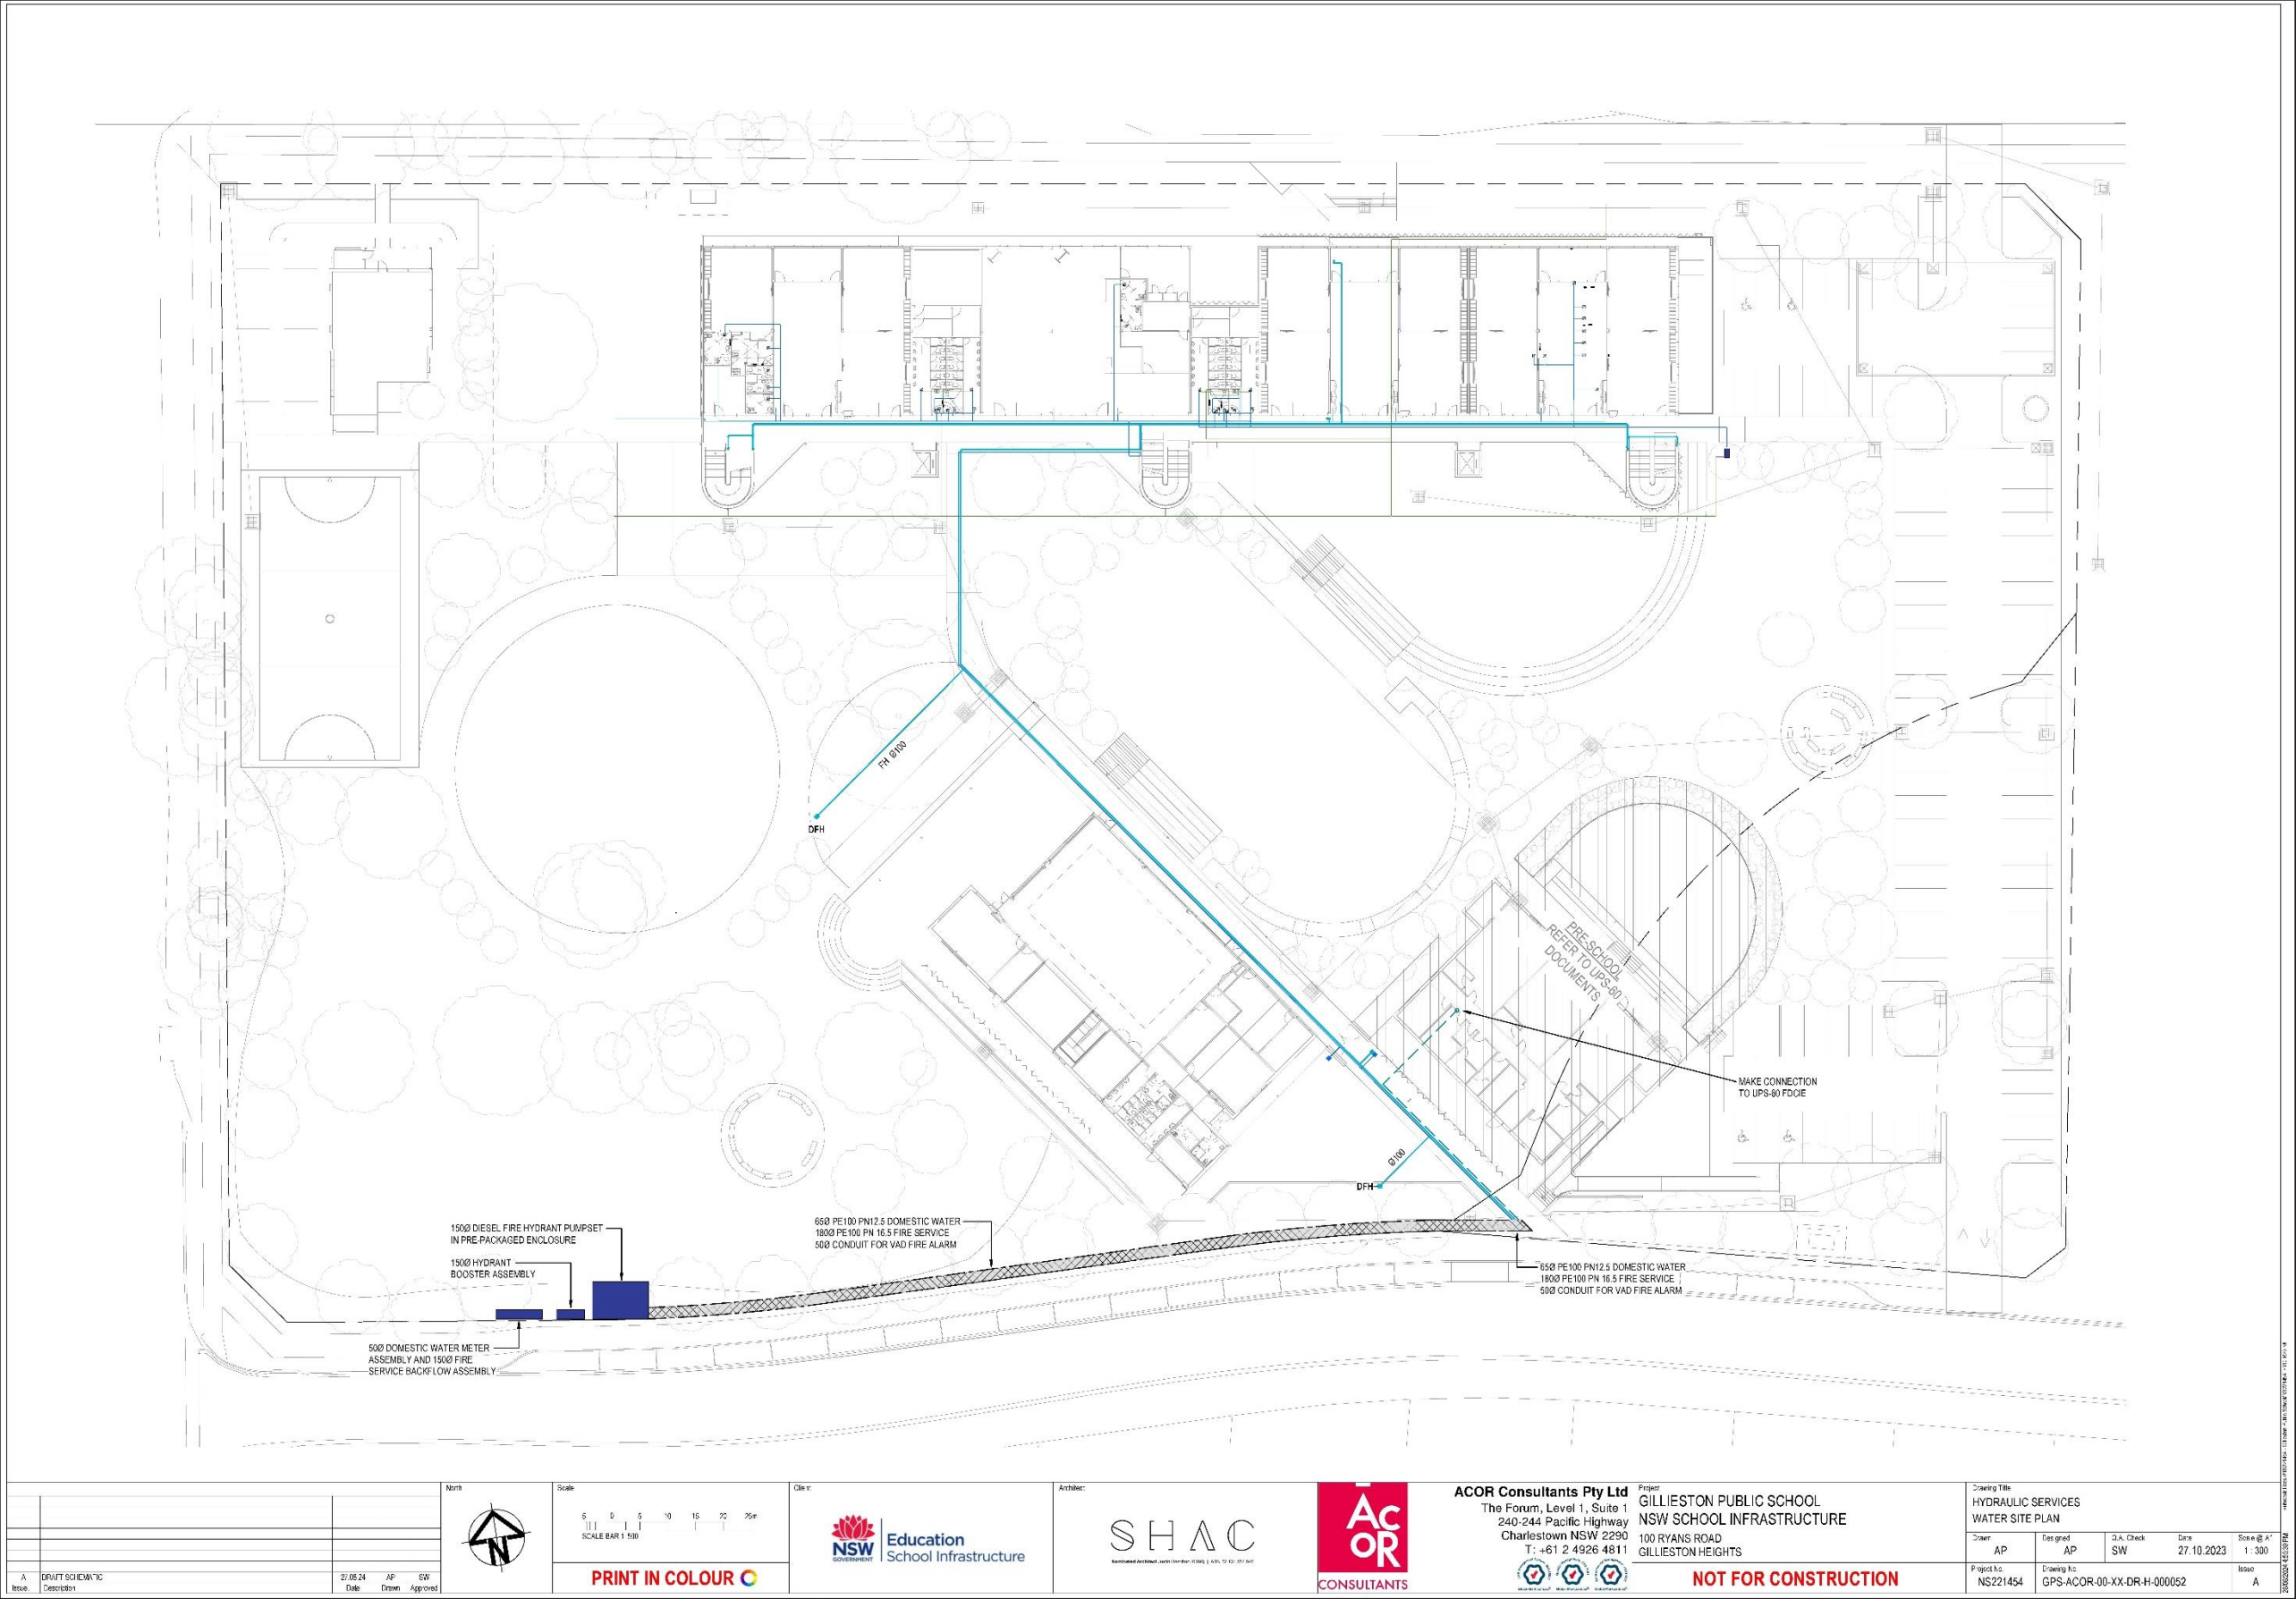 FH Ø100
DFH
PRE-SCHOOL
REFER TO UPS-60
DOCUMENTS
MAKE CONNECTION
TO UPS-60 FDCIE
Ø100
DFH
150Ø DIESEL FIRE HYDRANT PUMPSET
IN PRE-PACKAGED ENCLOSURE
150Ø HYDRANT
BOOSTER ASSEMBLY
65Ø PE100 PN12.5 DOMESTIC WATER
180Ø PE100 PN 16.5 FIRE SERVICE
50Ø CONDUIT FOR VAD FIRE ALARM
65Ø PE100 PN12.5 DOMESTIC WATER
180Ø PE100 PN 16.5 FIRE SERVICE
50Ø CONDUIT FOR VAD FIRE ALARM
50Ø DOMESTIC WATER METER
ASSEMBLY AND 150Ø FIRE
SERVICE BACKFLOW ASSEMBLY
A DRAFT SCHEMATIC 27.08.24 AP SW
Issue Description Date Drawn Approved
North
N
Scale
5 0 5 10 15 20 25m
SCALE BAR 1:500
PRINT IN COLOUR
Client
NSW
GOVERNMENT
Education
School Infrastructure
Architect
SHAC
ACOR
CONSULTANTS
ACOR Consultants Pty Ltd
The Forum, Level 1, Suite 1
240-244 Pacific Highway
Charlestown NSW 2290
T: +61 2 4926 4811
Project
GILLIESTON PUBLIC SCHOOL
NSW SCHOOL INFRASTRUCTURE
100 RYANS ROAD
GILLIESTON HEIGHTS
NOT FOR CONSTRUCTION
Drawing Title
HYDRAULIC SERVICES
WATER SITE PLAN
Drawn Designed Q.A. Check Date Scale @ A1
AP AP SW 27.10.2023 1 : 300
Project No. Drawing No. Issue
NS221454 GPS-ACOR-00-XX-DR-H-000052 A